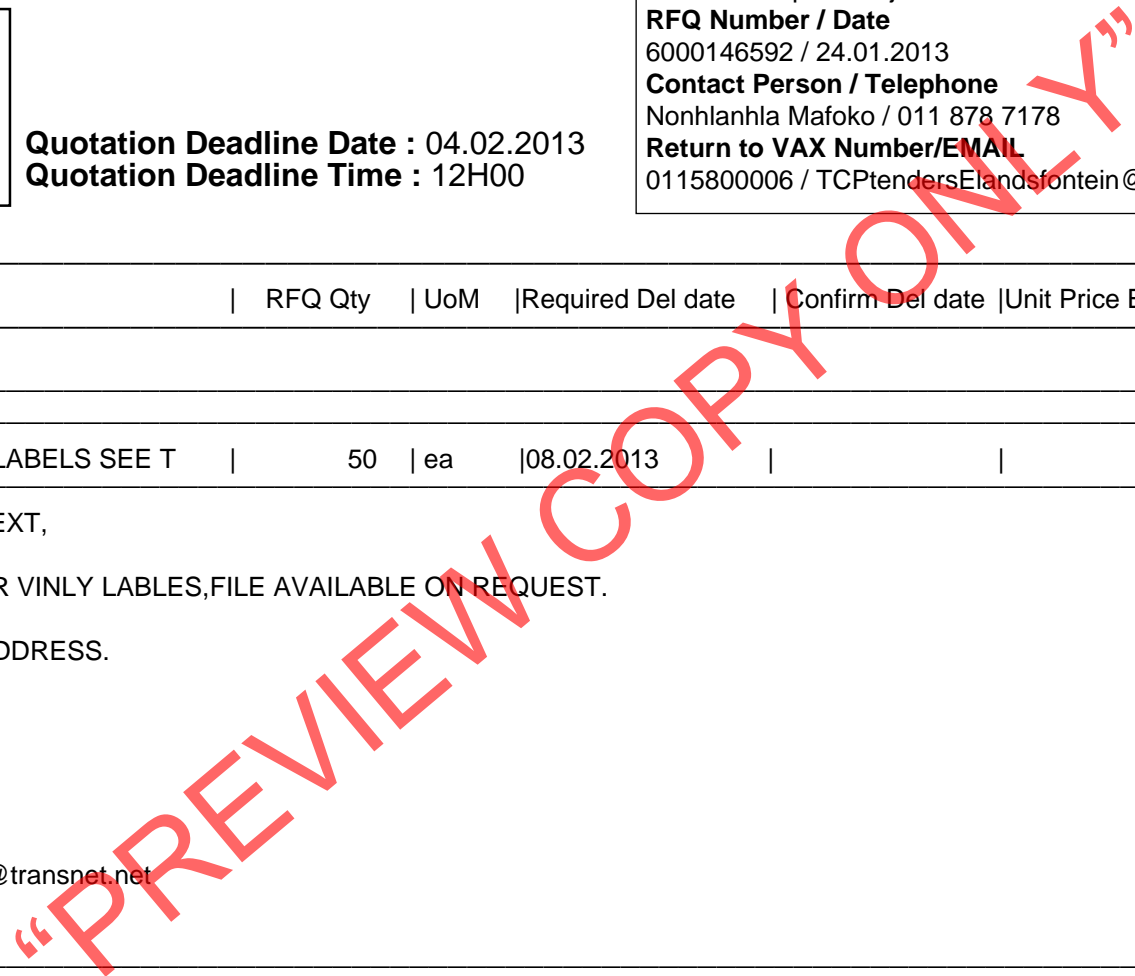 RFQ Number / Date
6000146592 / 24.01.2013
Contact Person / Telephone
Nonhlanhla Mafoko / 011 878 7178
Return to VAX Number/EMAIL
0115800006 / TCPtendersElandsfontein@
Quotation Deadline Date : 04.02.2013
Quotation Deadline Time : 12H00
| RFQ Qty | UoM |Required Del date | Confirm Del date |Unit Price E
LABELS SEE T | 50 | ea |08.02.2013 | |
EXT,
R VINLY LABLES,FILE AVAILABLE ON REQUEST.
DDRESS.
@transnet.net
“PREVIEW COPY ONLY”